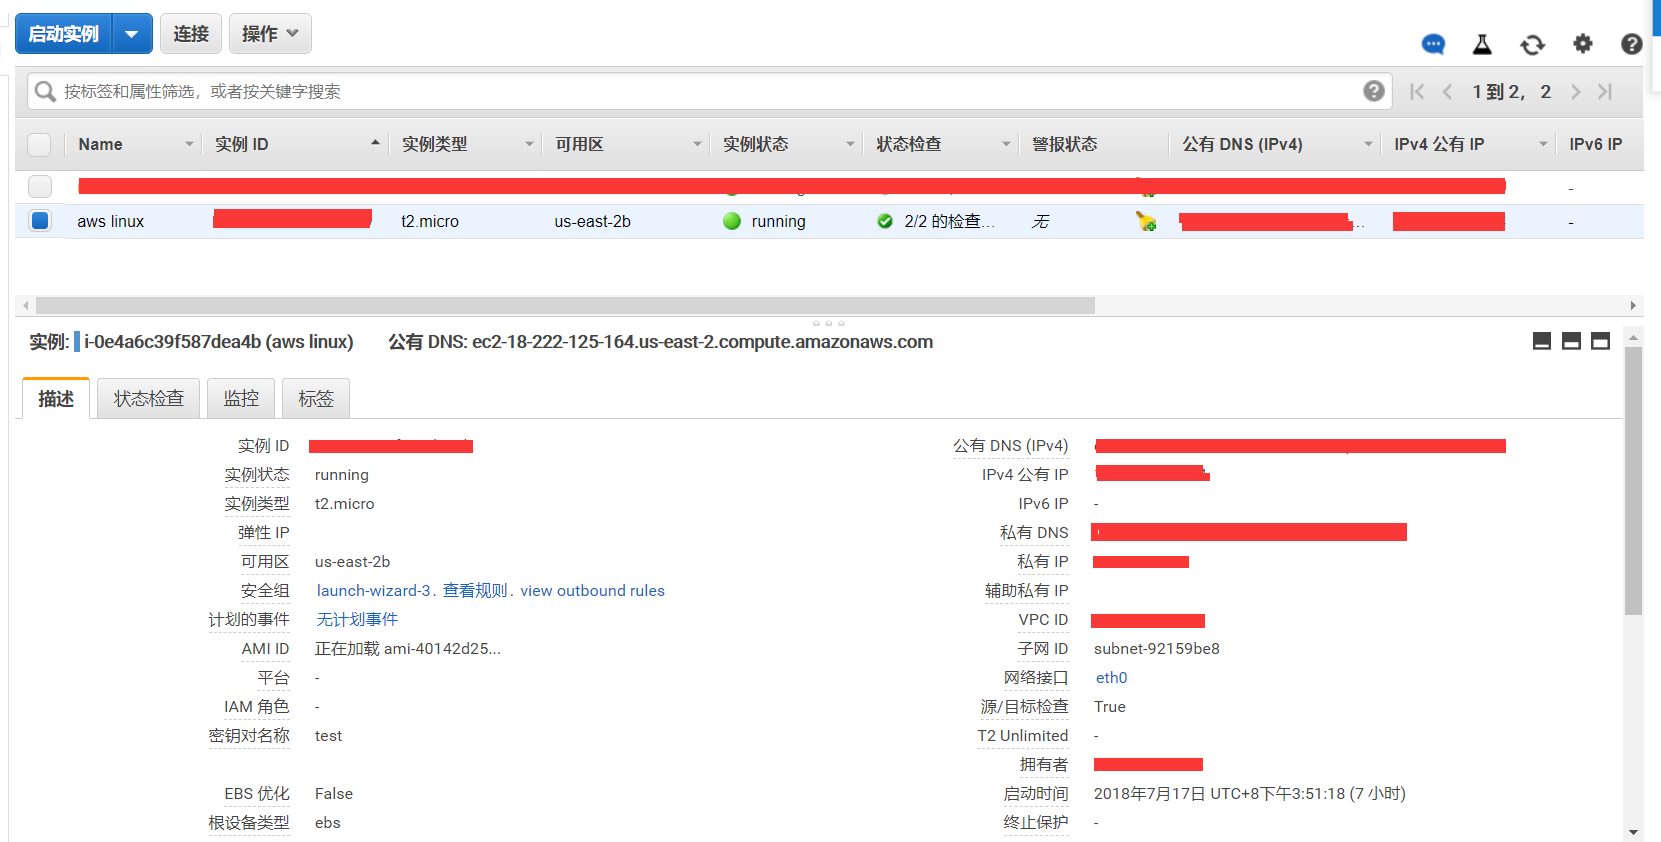 启动实例 连接 操作
按标签和属性筛选，或者按关键字搜索 1 到 2， 2
Name 实例 ID 实例类型 可用区 实例状态 状态检查 警报状态 公有 DNS (IPv4) IPv4 公有 IP IPv6 IP
-
aws linux t2.micro us-east-2b running 2/2 的检查... 无 ... -
实例: i-0e4a6c39f587dea4b (aws linux) 公有 DNS: ec2-18-222-125-164.us-east-2.compute.amazonaws.com
描述 状态检查 监控 标签
实例 ID 公有 DNS (IPv4)
实例状态 running IPv4 公有 IP
实例类型 t2.micro IPv6 IP -
弹性 IP 私有 DNS
可用区 us-east-2b 私有 IP
安全组 launch-wizard-3. 查看规则. view outbound rules 辅助私有 IP
计划的事件 无计划事件 VPC ID
AMI ID 正在加载 ami-40142d25... 子网 ID subnet-92159be8
平台 - 网络接口 eth0
IAM 角色 - 源/目标检查 True
密钥对名称 test T2 Unlimited -
拥有者
EBS 优化 False 启动时间 2018年7月17日 UTC+8下午3:51:18 (7 小时)
根设备类型 ebs 终止保护 -